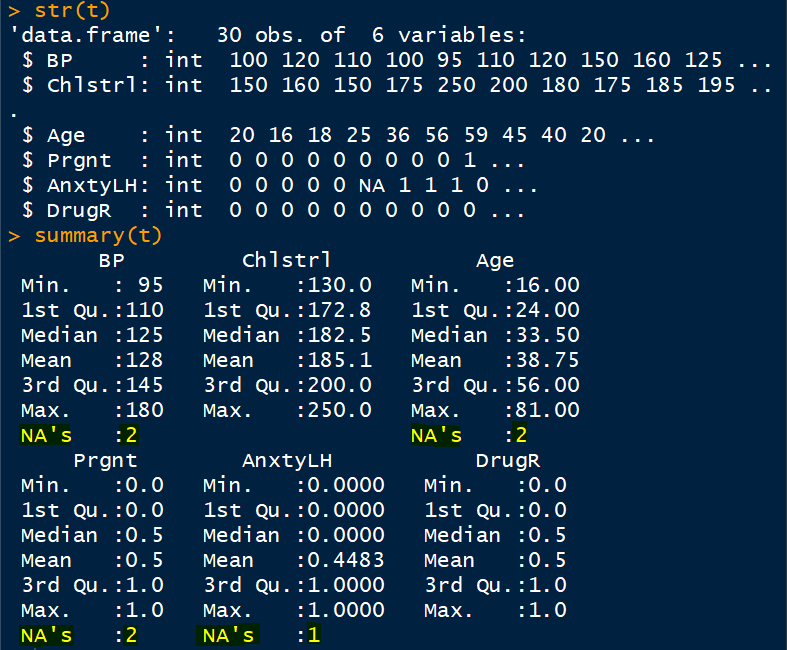 > str(t)
'data.frame':   30 obs. of  6 variables:
 $ BP     : int  100 120 110 100 95 110 120 150 160 125 ...
 $ Chlstrl: int  150 160 150 175 250 200 180 175 185 195 ..
.
 $ Age    : int  20 16 18 25 36 56 59 45 40 20 ...
 $ Prgnt  : int  0 0 0 0 0 0 0 0 0 1 ...
 $ AnxtyLH: int  0 0 0 0 0 NA 1 1 1 0 ...
 $ DrugR  : int  0 0 0 0 0 0 0 0 0 0 ...
> summary(t)
       BP         Chlstrl           Age
 Min.   : 95   Min.   :130.0   Min.   :16.00
 1st Qu.:110   1st Qu.:172.8   1st Qu.:24.00
 Median :125   Median :182.5   Median :33.50
 Mean   :128   Mean   :185.1   Mean   :38.75
 3rd Qu.:145   3rd Qu.:200.0   3rd Qu.:56.00
 Max.   :180   Max.   :250.0   Max.   :81.00
 NA's   :2                     NA's   :2
     Prgnt        AnxtyLH           DrugR
 Min.   :0.0   Min.   :0.0000   Min.   :0.0
 1st Qu.:0.0   1st Qu.:0.0000   1st Qu.:0.0
 Median :0.5   Median :0.0000   Median :0.5
 Mean   :0.5   Mean   :0.4483   Mean   :0.5
 3rd Qu.:1.0   3rd Qu.:1.0000   3rd Qu.:1.0
 Max.   :1.0   Max.   :1.0000   Max.   :1.0
 NA's   :2     NA's   :1